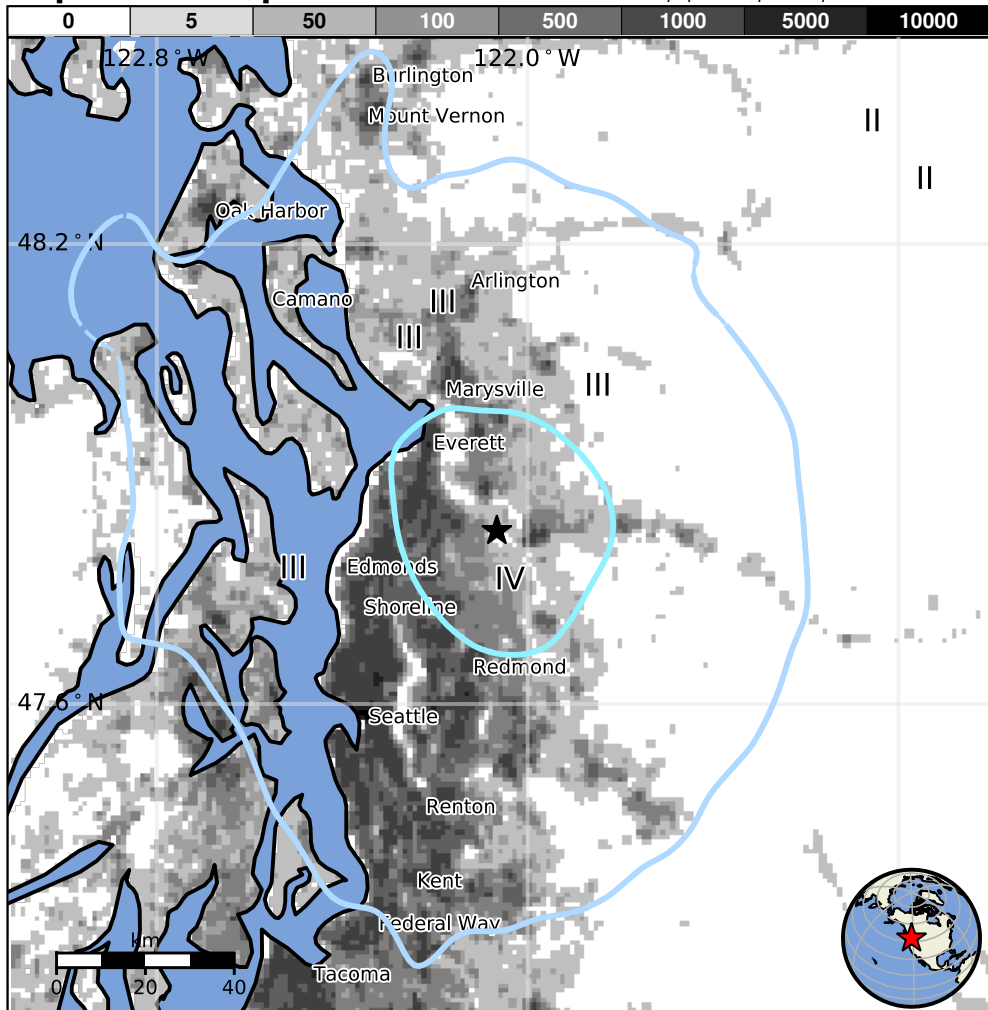 0 5 50 100 500 1000 5000 10000
122.8°W 122.0°W
Burlington
Mount Vernon
II
II
Oak Harbor
48.2°N
Arlington
Camano
III
III
III
Marysville
Everett
Edmonds
III
IV
Shoreline
Redmond
47.6°N
Seattle
Renton
Kent
Federal Way
km
Tacoma
0 20 40